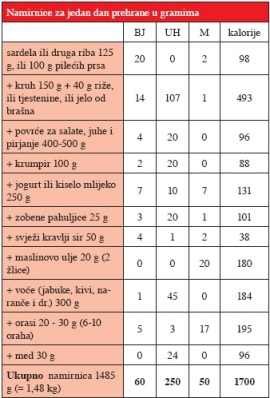 Namirnice za jedan dan prehrane u gramima
BJ UH M kalorije
sardela ili druga riba 125
g, ili 100 g pilećih prsa 20 0 2 98
+ kruh 150 g + 40 g riže,
ili tjestenine, ili jelo od
brašna 14 107 1 493
+ povrće za salate, juhe i
pirjanje 400-500 g 4 20 0 96
+ krumpir 100 g 2 20 0 88
+ jogurt ili kiselo mlijeko
250 g 7 10 7 131
+ zobene pahuljice 25 g 3 20 1 101
+ svježi kravlji sir 50 g 4 1 2 38
+ maslinovo ulje 20 g (2
žlice) 0 0 20 180
+ voće (jabuke, kivi, na-
ranče i dr.) 300 g 1 45 0 184
+ orasi 20 - 30 g (6-10
oraha) 5 3 17 195
+ med 30 g 0 24 0 96
Ukupno namirnica 1485
g (= 1,48 kg) 60 250 50 1700